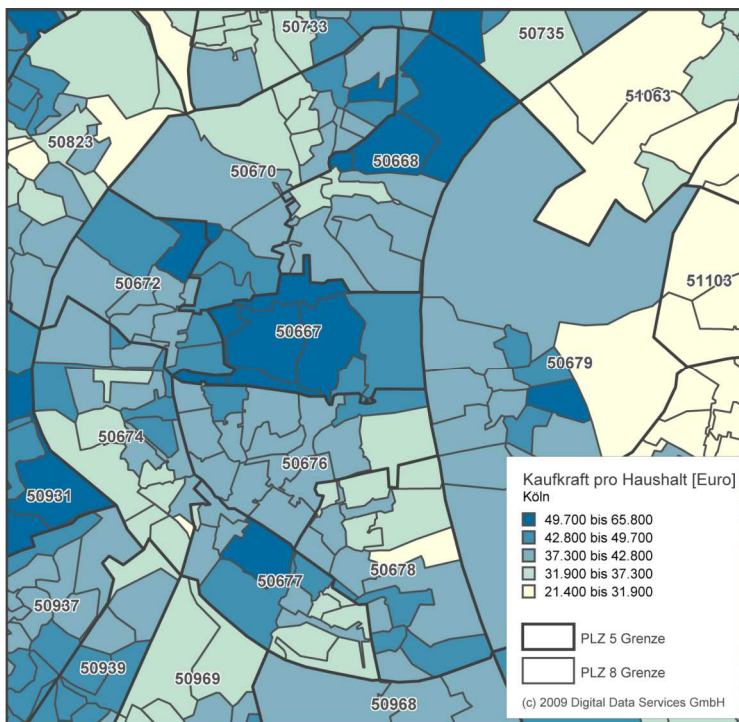 50733
50735
51063
50823
50668
50670
50672
51103
50667
50679
50674
50676
50931
50677
50678
50937
50939
50969
50968
Kaufkraft pro Haushalt [Euro]
Köln
49.700 bis 65.800
42.800 bis 49.700
37.300 bis 42.800
31.900 bis 37.300
21.400 bis 31.900
PLZ 5 Grenze
PLZ 8 Grenze
(c) 2009 Digital Data Services GmbH